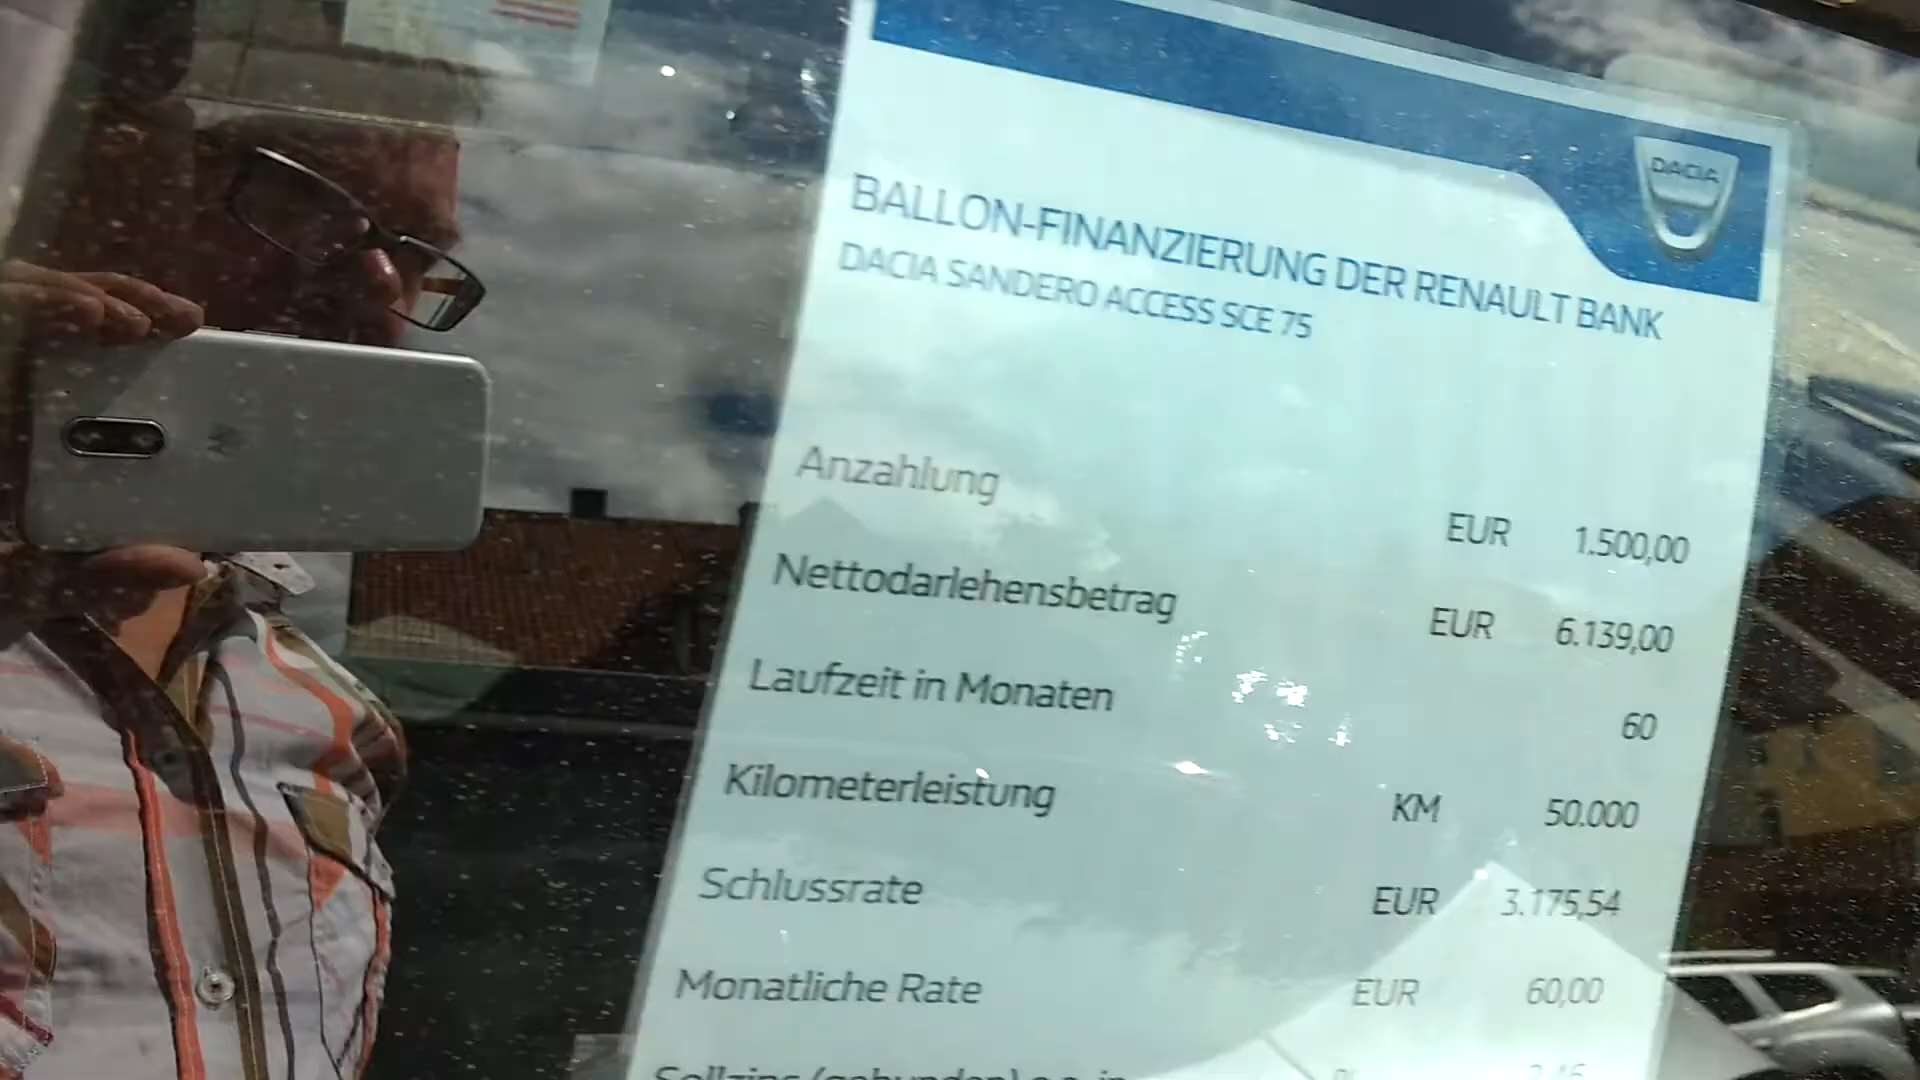 DACIA
BALLON-FINANZIERUNG DER RENAULT BANK
DACIA SANDERO ACCESS SCE 75
Anzahlung EUR 1.500,00
Nettodarlehensbetrag EUR 6.139,00
Laufzeit in Monaten 60
Kilometerleistung KM 50.000
Schlussrate EUR 3.175,54
Monatliche Rate EUR 60,00
Sollzins (gebunden)